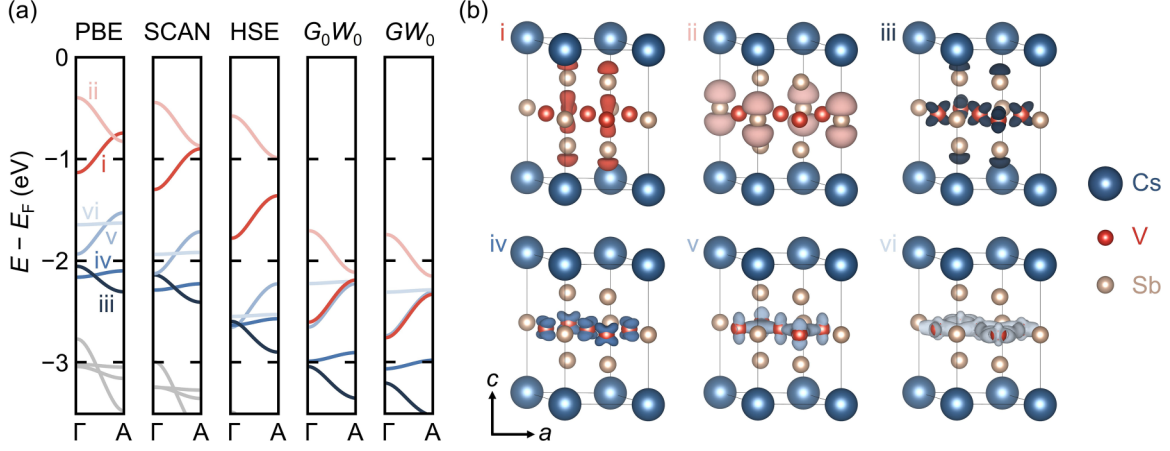 (a)
PBE SCAN HSE G₀W₀ GW₀
E − E_F (eV)
0
−1
−2
−3
ii
i
vi
v
iv
iii
Γ A Γ A Γ A Γ A Γ A
(b)
i ii iii
iv v vi
Cs
V
Sb
c
a